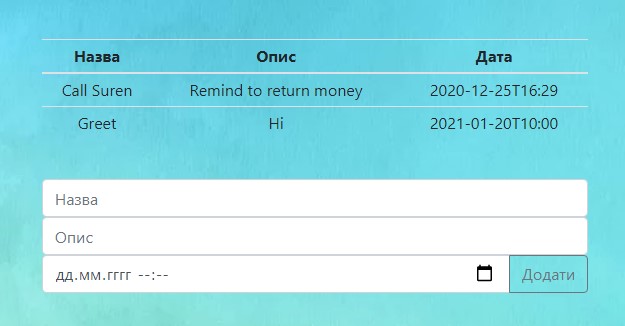 Назва Опис Дата
Call Suren Remind to return money 2020-12-25T16:29
Greet Hi 2021-01-20T10:00
Назва
Опис
дд.мм.гггг --:--
Додати